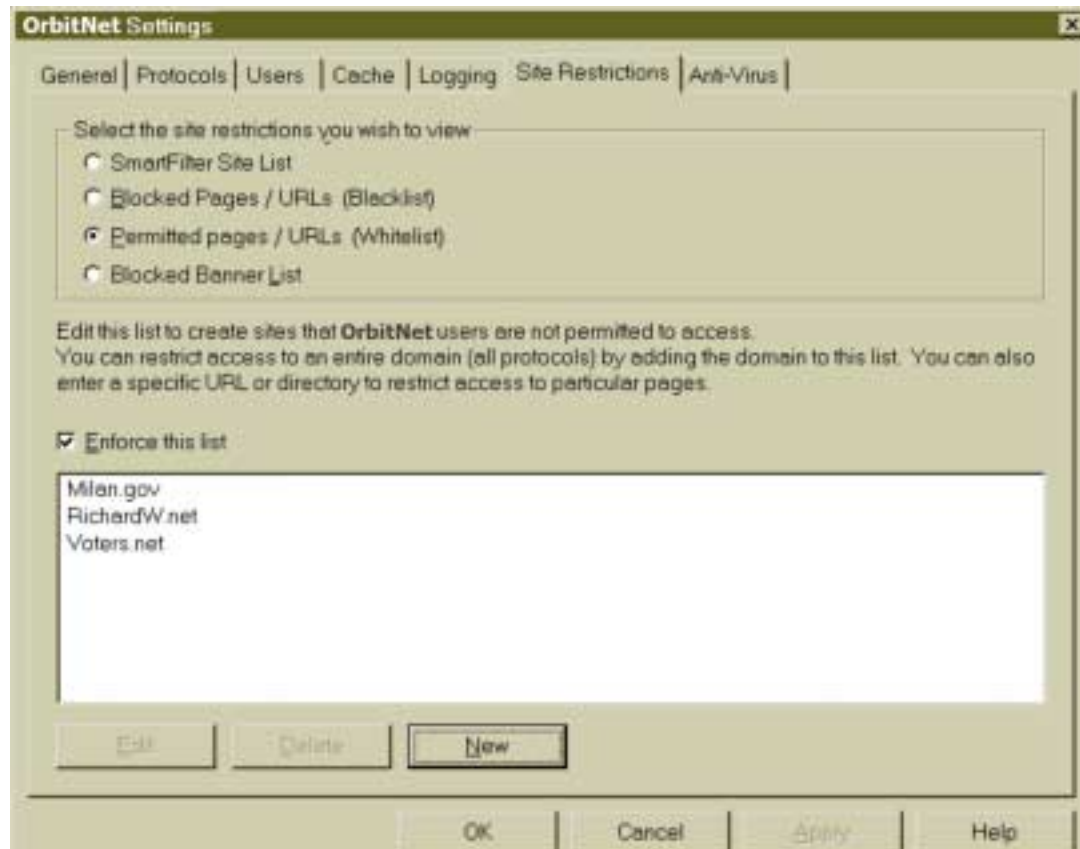 OrbitNet Settings
General Protocols Users Cache Logging Site Restrictions Anti-Virus
Select the site restrictions you wish to view
SmartFilter Site List
Blocked Pages / URLs (Blacklist)
Permitted pages / URLs (Whitelist)
Blocked Banner List
Edit this list to create sites that OrbitNet users are not permitted to access.
You can restrict access to an entire domain (all protocols) by adding the domain to this list. You can also
enter a specific URL or directory to restrict access to particular pages.
Enforce this list
Milan.gov
RichardW.net
Voters.net
Edit Delete New
OK Cancel Apply Help